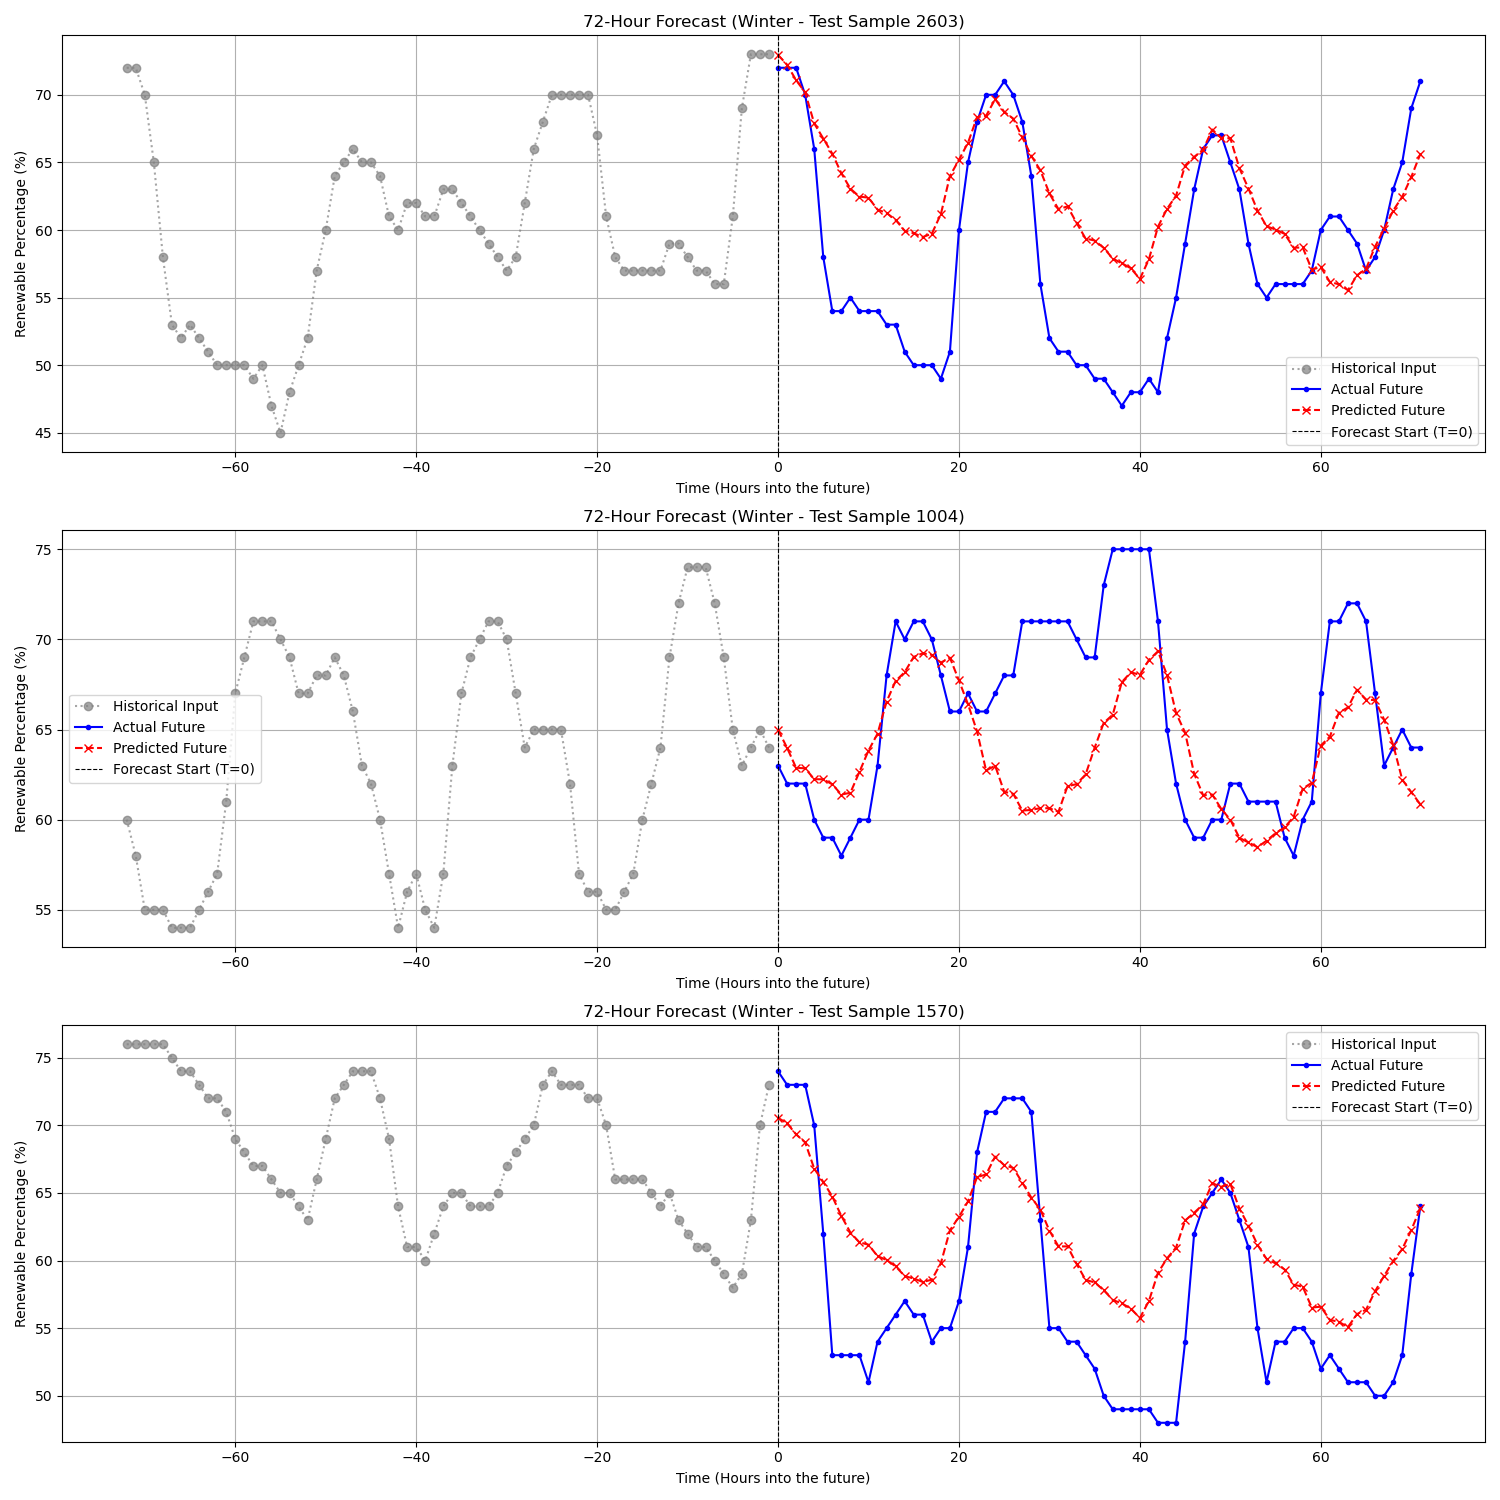 72-Hour Forecast (Winter - Test Sample 2603)
Renewable Percentage (%)
70
65
60
55
50
45
Historical Input
Actual Future
Predicted Future
Forecast Start (T=0)
−60 −40 −20 0 20 40 60
Time (Hours into the future)
72-Hour Forecast (Winter - Test Sample 1004)
Renewable Percentage (%)
75
70
65
60
55
Historical Input
Actual Future
Predicted Future
Forecast Start (T=0)
−60 −40 −20 0 20 40 60
Time (Hours into the future)
72-Hour Forecast (Winter - Test Sample 1570)
Renewable Percentage (%)
75
70
65
60
55
50
Historical Input
Actual Future
Predicted Future
Forecast Start (T=0)
−60 −40 −20 0 20 40 60
Time (Hours into the future)